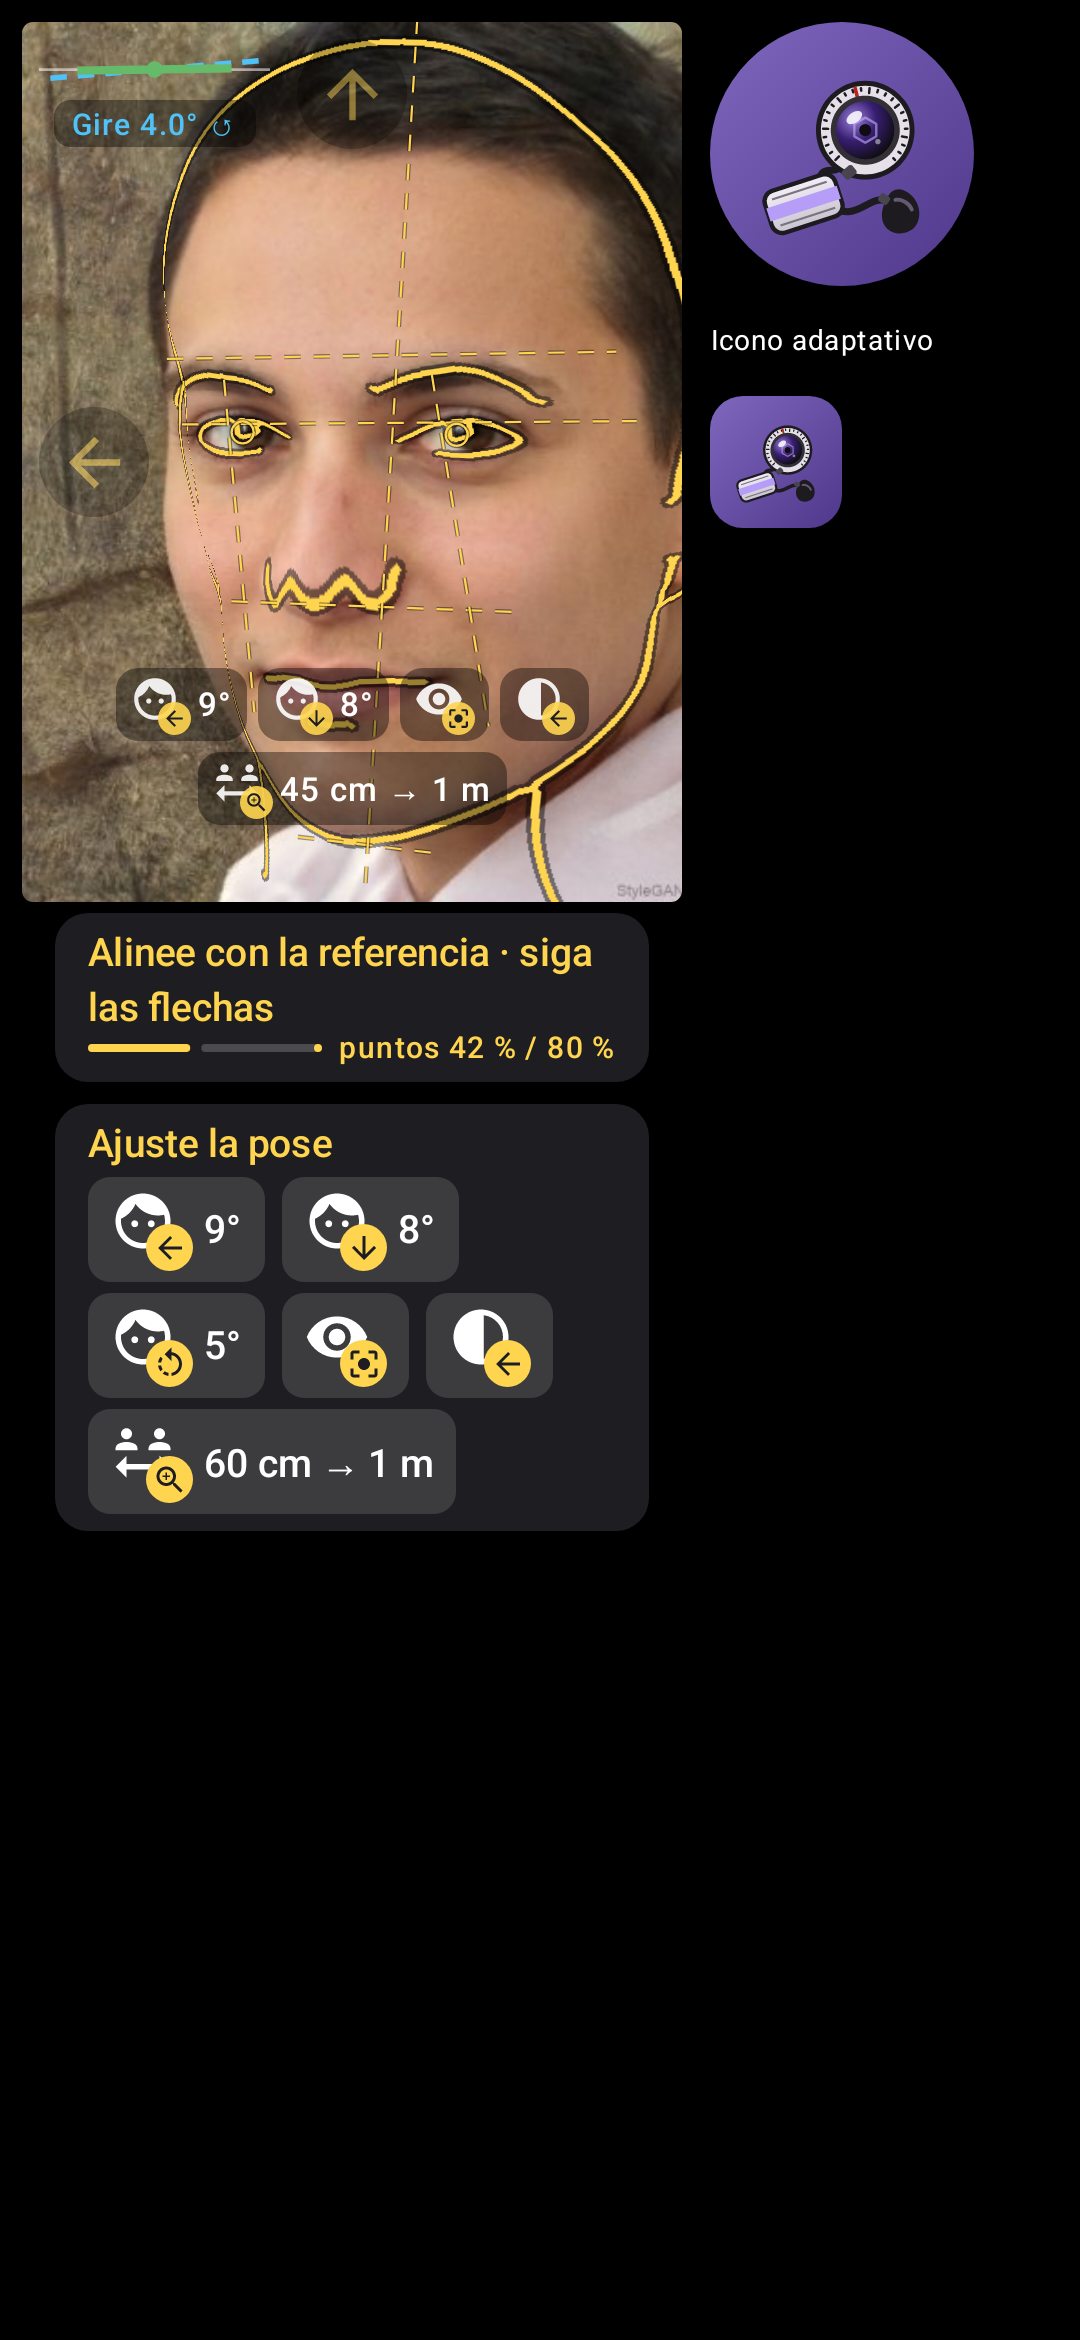 Gire 4.0° ↺
9°
8°
45 cm → 1 m
StyleGAN
Icono adaptativo
Alinee con la referencia · siga
las flechas
puntos 42 % / 80 %
Ajuste la pose
9°
8°
5°
60 cm → 1 m